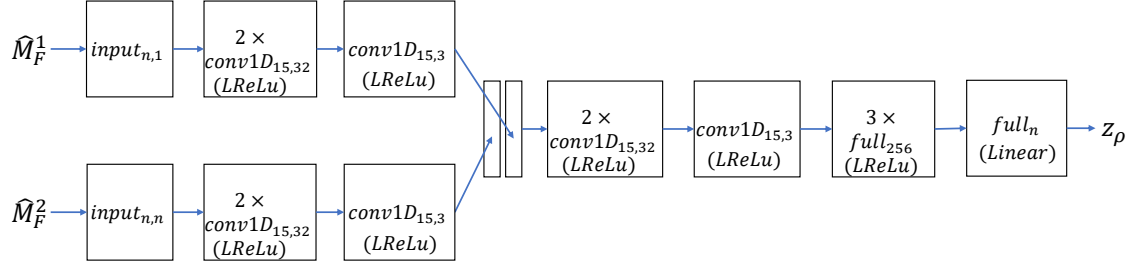 M̂_F^1
input_{n,1}
2 ×
conv1D_{15,32}
(LReLu)
conv1D_{15,3}
(LReLu)
M̂_F^2
input_{n,n}
2 ×
conv1D_{15,32}
(LReLu)
conv1D_{15,3}
(LReLu)
2 ×
conv1D_{15,32}
(LReLu)
conv1D_{15,3}
(LReLu)
3 ×
full_{256}
(LReLu)
full_n
(Linear)
z_ρ